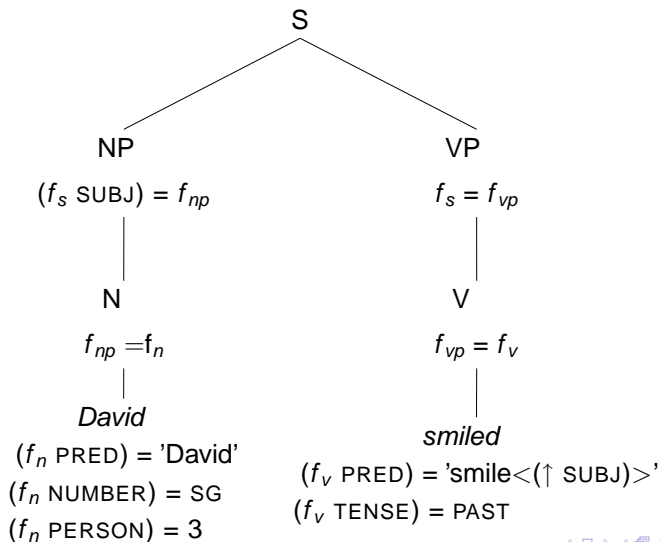 S
NP VP
(f_s SUBJ) = f_np f_s = f_vp
N V
f_np =f_n f_vp = f_v
David
smiled
(f_n PRED) = 'David'
(f_v PRED) = 'smile<(↑ SUBJ)>'
(f_n NUMBER) = SG
(f_v TENSE) = PAST
(f_n PERSON) = 3